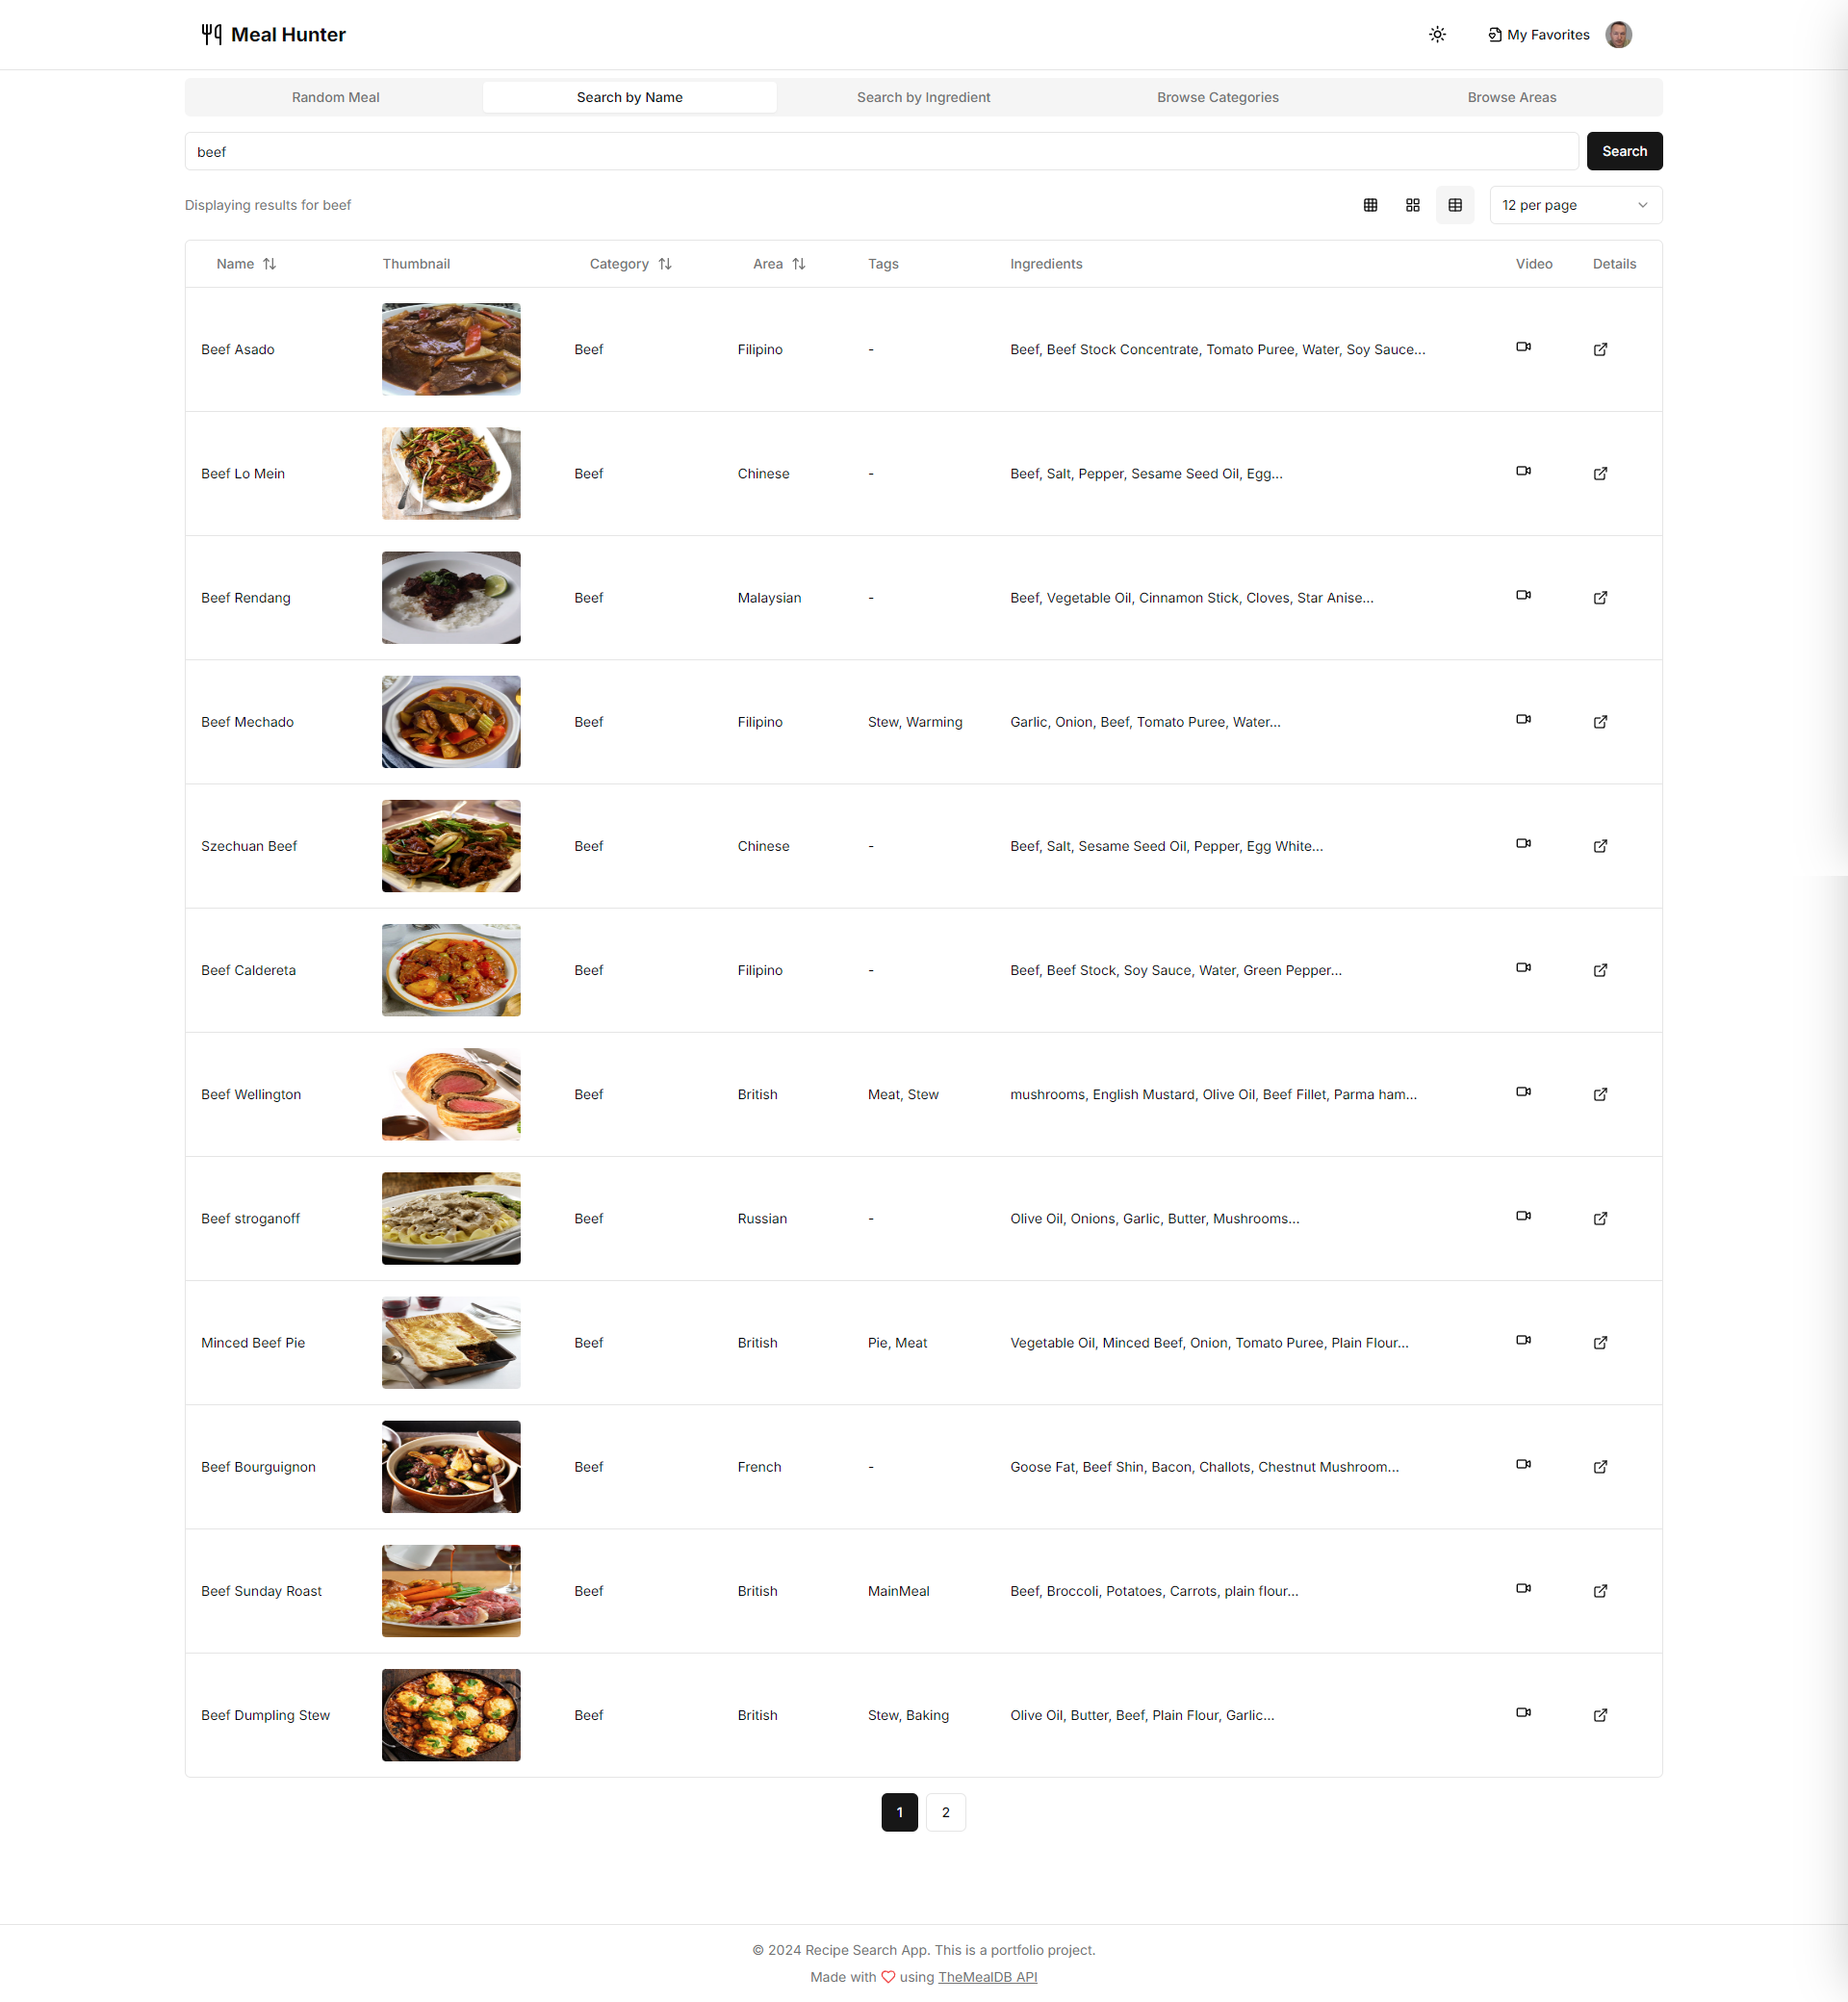 Meal Hunter
My Favorites
Random Meal Search by Name Search by Ingredient Browse Categories Browse Areas
beef
Search
Displaying results for beef
12 per page
Name Thumbnail Category Area Tags Ingredients Video Details
Beef Asado Beef Filipino - Beef, Beef Stock Concentrate, Tomato Puree, Water, Soy Sauce...
Beef Lo Mein Beef Chinese - Beef, Salt, Pepper, Sesame Seed Oil, Egg...
Beef Rendang Beef Malaysian - Beef, Vegetable Oil, Cinnamon Stick, Cloves, Star Anise...
Beef Mechado Beef Filipino Stew, Warming Garlic, Onion, Beef, Tomato Puree, Water...
Szechuan Beef Beef Chinese - Beef, Salt, Sesame Seed Oil, Pepper, Egg White...
Beef Caldereta Beef Filipino - Beef, Beef Stock, Soy Sauce, Water, Green Pepper...
Beef Wellington Beef British Meat, Stew mushrooms, English Mustard, Olive Oil, Beef Fillet, Parma ham...
Beef stroganoff Beef Russian - Olive Oil, Onions, Garlic, Butter, Mushrooms...
Minced Beef Pie Beef British Pie, Meat Vegetable Oil, Minced Beef, Onion, Tomato Puree, Plain Flour...
Beef Bourguignon Beef French - Goose Fat, Beef Shin, Bacon, Challots, Chestnut Mushroom...
Beef Sunday Roast Beef British MainMeal Beef, Broccoli, Potatoes, Carrots, plain flour...
Beef Dumpling Stew Beef British Stew, Baking Olive Oil, Butter, Beef, Plain Flour, Garlic...
1 2
© 2024 Recipe Search App. This is a portfolio project.
Made with using TheMealDB API